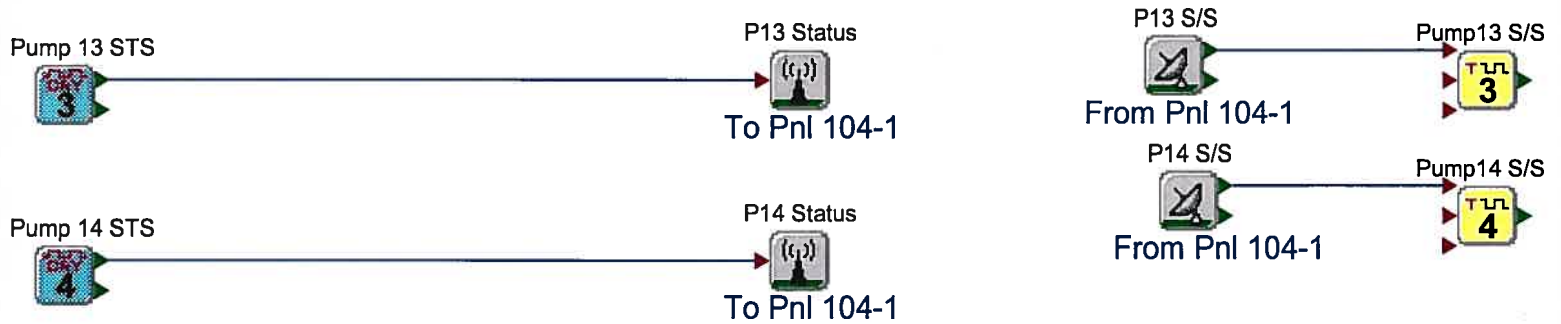 Pump 13 STS
3
P13 Status
((ı))
To Pnl 104-1
P13 S/S
From Pnl 104-1
Pump13 S/S
T
3
Pump 14 STS
4
P14 Status
To Pnl 104-1
P14 S/S
From Pnl 104-1
Pump14 S/S
T
4